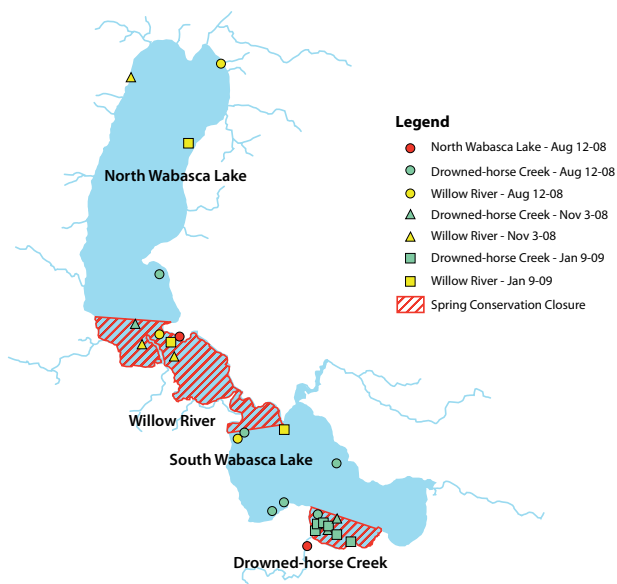 Legend
North Wabasca Lake - Aug 12-08
Drowned-horse Creek - Aug 12-08
Willow River - Aug 12-08
Drowned-horse Creek - Nov 3-08
Willow River - Nov 3-08
Drowned-horse Creek - Jan 9-09
Willow River - Jan 9-09
Spring Conservation Closure
North Wabasca Lake
Willow River
South Wabasca Lake
Drowned-horse Creek